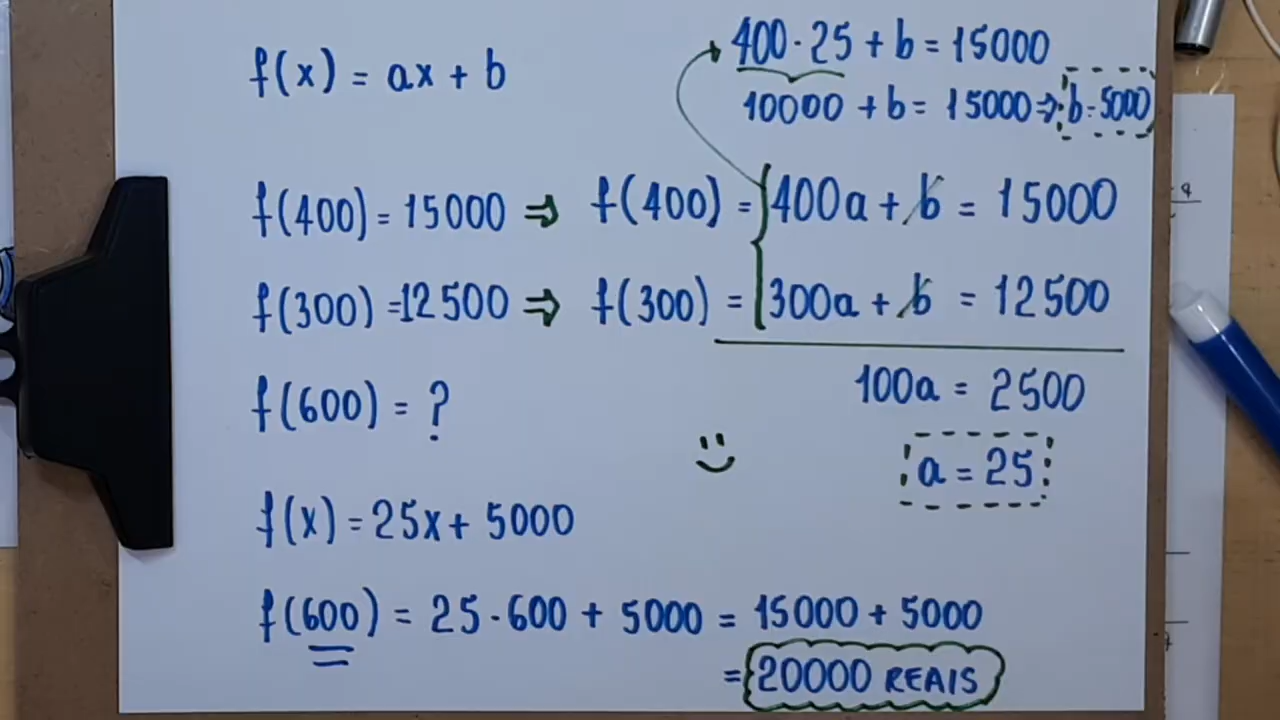 f(x) = ax + b
400 · 25 + b = 15000
10000 + b = 15000 ⇒ b = 5000
f(400) = 15000 ⇒ f(400) = 400a + b = 15000
f(300) = 12500 ⇒ f(300) = 300a + b = 12500
100a = 2500
f(600) = ?
a = 25
f(x) = 25x + 5000
f(600) = 25 · 600 + 5000 = 15000 + 5000
= 20000 REAIS